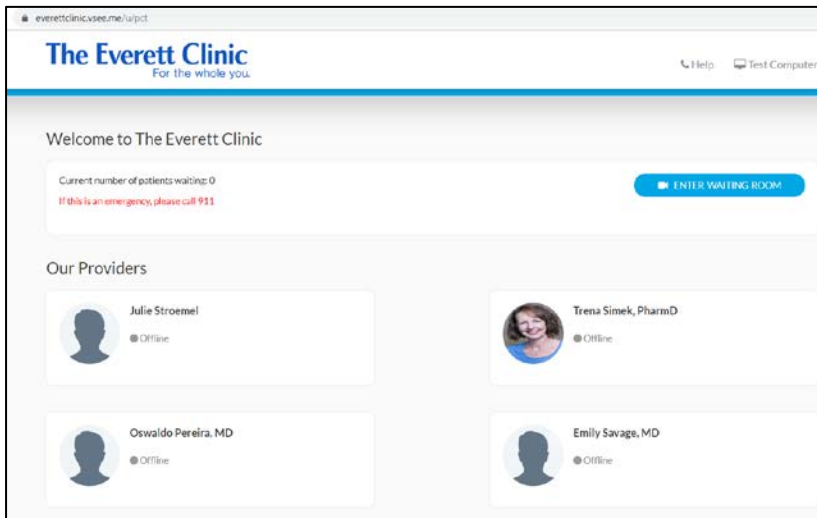 everettclinic.vsee.me/u/pct
The Everett Clinic
For the whole you.
Help Test Computer
Welcome to The Everett Clinic
Current number of patients waiting: 0
ENTER WAITING ROOM
If this is an emergency, please call 911
Our Providers
Julie Stroemel
Offline
Trena Simek, PharmD
Offline
Oswaldo Pereira, MD
Offline
Emily Savage, MD
Offline